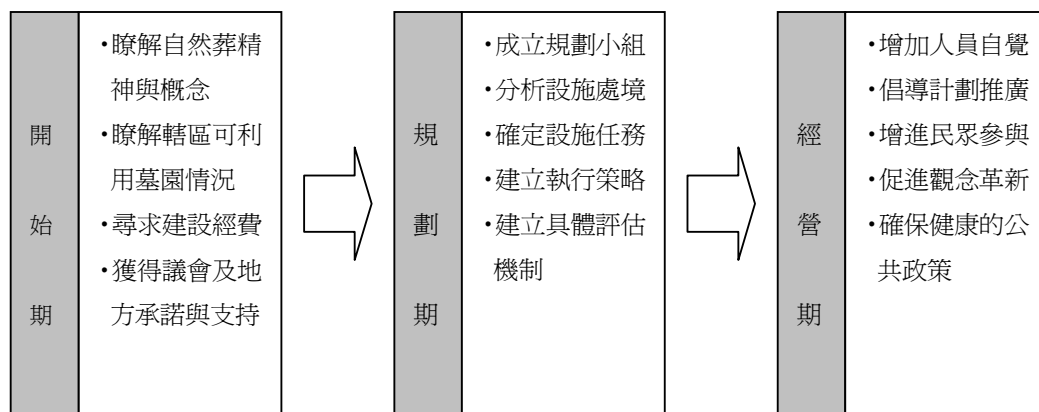 開始期
•瞭解自然葬精
神與概念
•瞭解轄區可利
用墓園情況
•尋求建設經費
•獲得議會及地
方承諾與支持
規劃期
•成立規劃小組
•分析設施處境
•確定設施任務
•建立執行策略
•建立具體評估
機制
經營期
•增加人員自覺
•倡導計劃推廣
•增進民眾參與
•促進觀念革新
•確保健康的公
共政策